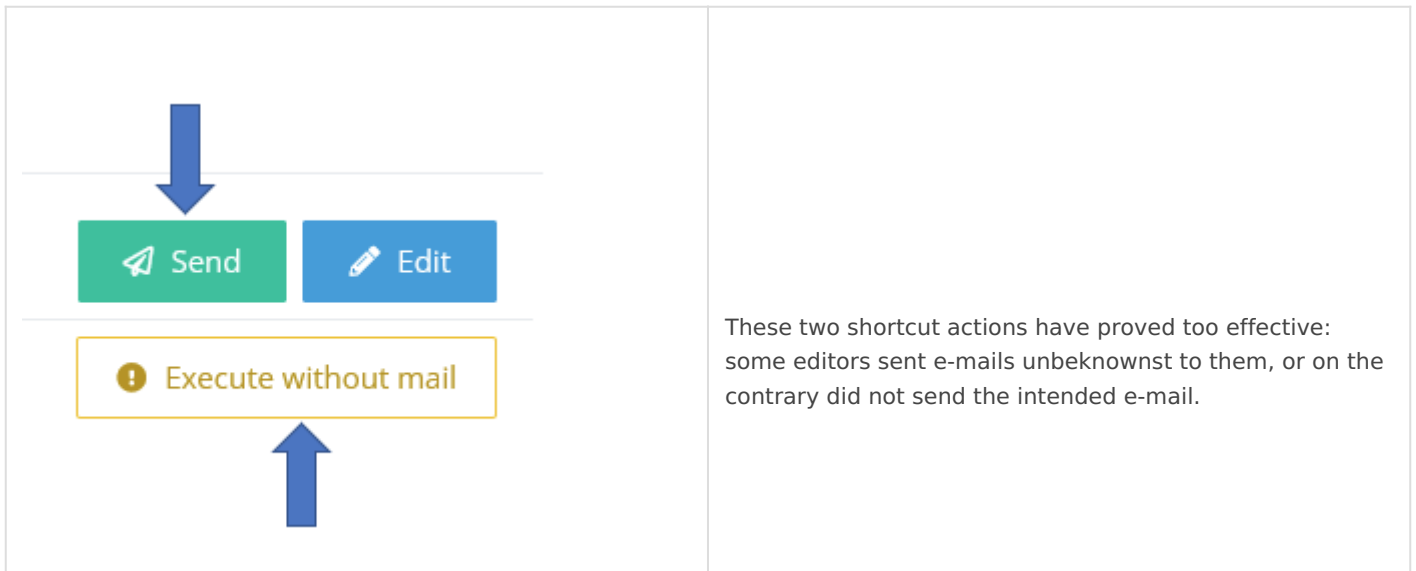 Send
Edit
Execute without mail
These two shortcut actions have proved too effective:
some editors sent e-mails unbeknownst to them, or on the
contrary did not send the intended e-mail.